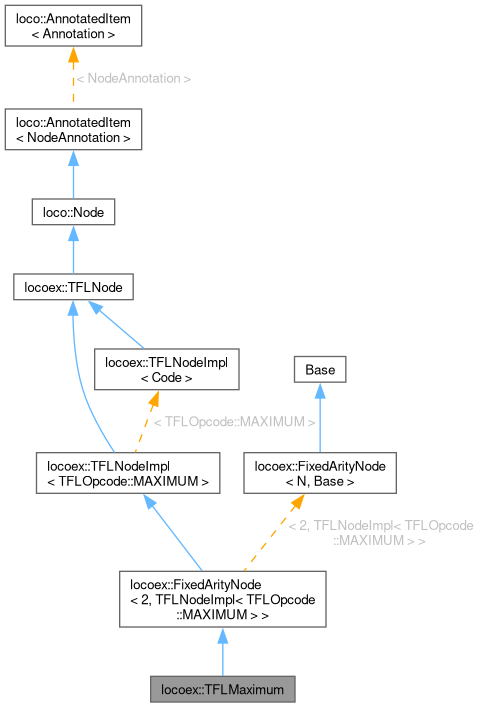 loco::AnnotatedItem
< Annotation >
< NodeAnnotation >
loco::AnnotatedItem
< NodeAnnotation >
loco::Node
locoex::TFLNode
locoex::TFLNodeImpl
< Code >
Base
< TFLOpcode::MAXIMUM >
locoex::TFLNodeImpl
< TFLOpcode::MAXIMUM >
locoex::FixedArityNode
< N, Base >
< 2, TFLNodeImpl< TFLOpcode
::MAXIMUM > >
locoex::FixedArityNode
< 2, TFLNodeImpl< TFLOpcode
::MAXIMUM > >
locoex::TFLMaximum